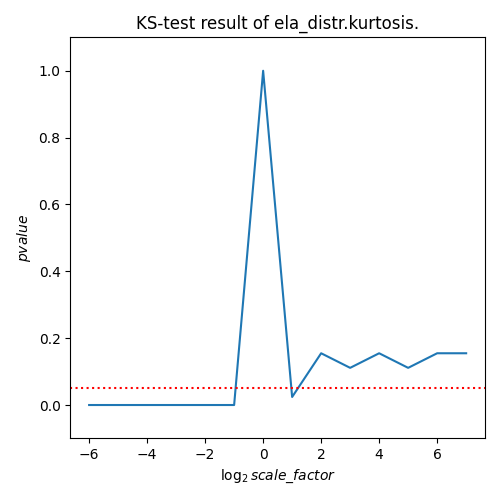 KS-test result of ela_distr.kurtosis.
1.0
0.8
0.6
0.4
0.2
0.0
pvalue
−6 −4 −2 0 2 4 6
log₂ scale_factor